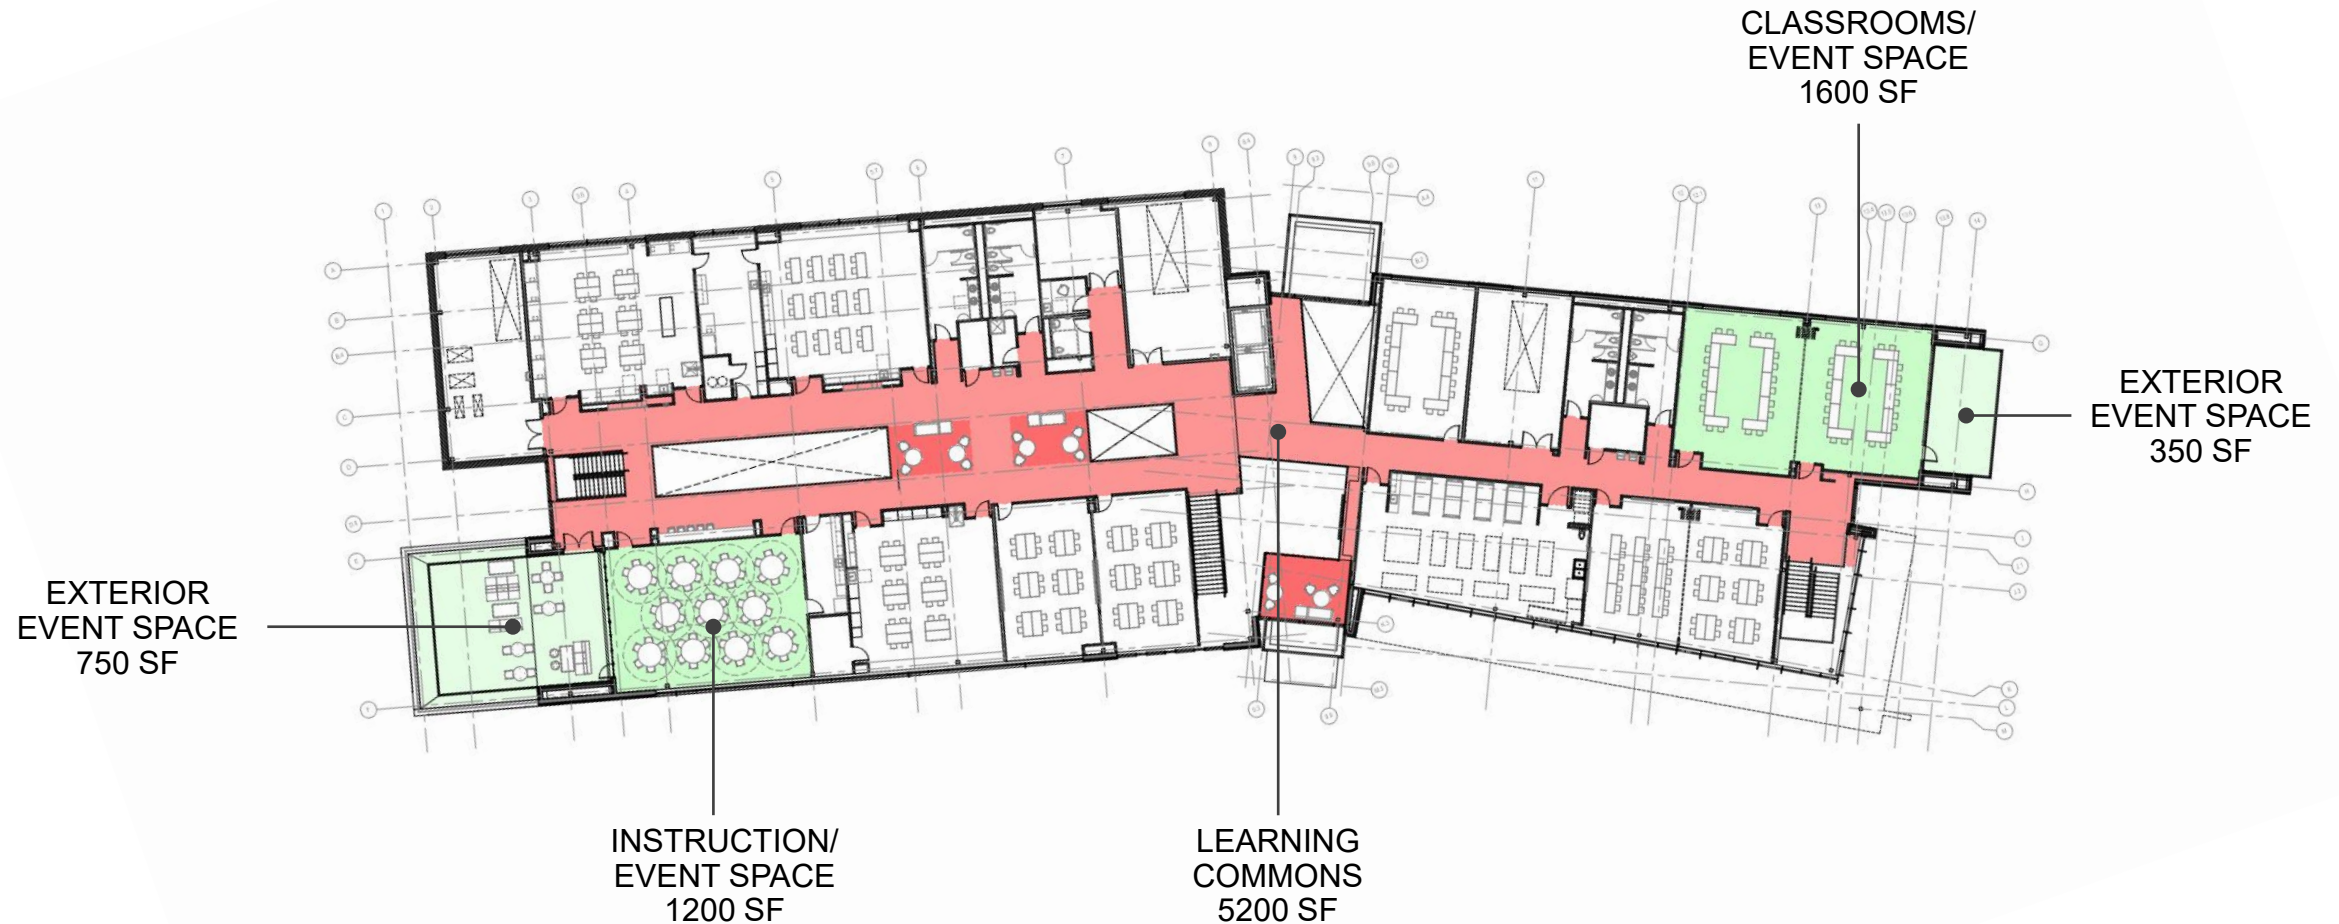 CLASSROOMS/
EVENT SPACE
1600 SF
EXTERIOR
EVENT SPACE
350 SF
EXTERIOR
EVENT SPACE
750 SF
INSTRUCTION/
EVENT SPACE
1200 SF
LEARNING
COMMONS
5200 SF